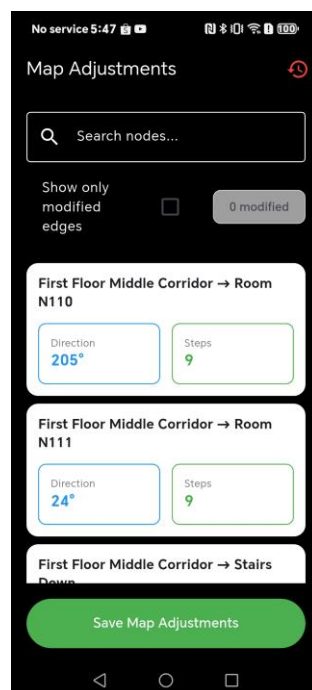 No service 5:47
100
Map Adjustments
Search nodes...
Show only
modified
edges
0 modified
First Floor Middle Corridor → Room
N110
Direction
205°
Steps
9
First Floor Middle Corridor → Room
N111
Direction
24°
Steps
9
First Floor Middle Corridor → Stairs
Down
Save Map Adjustments